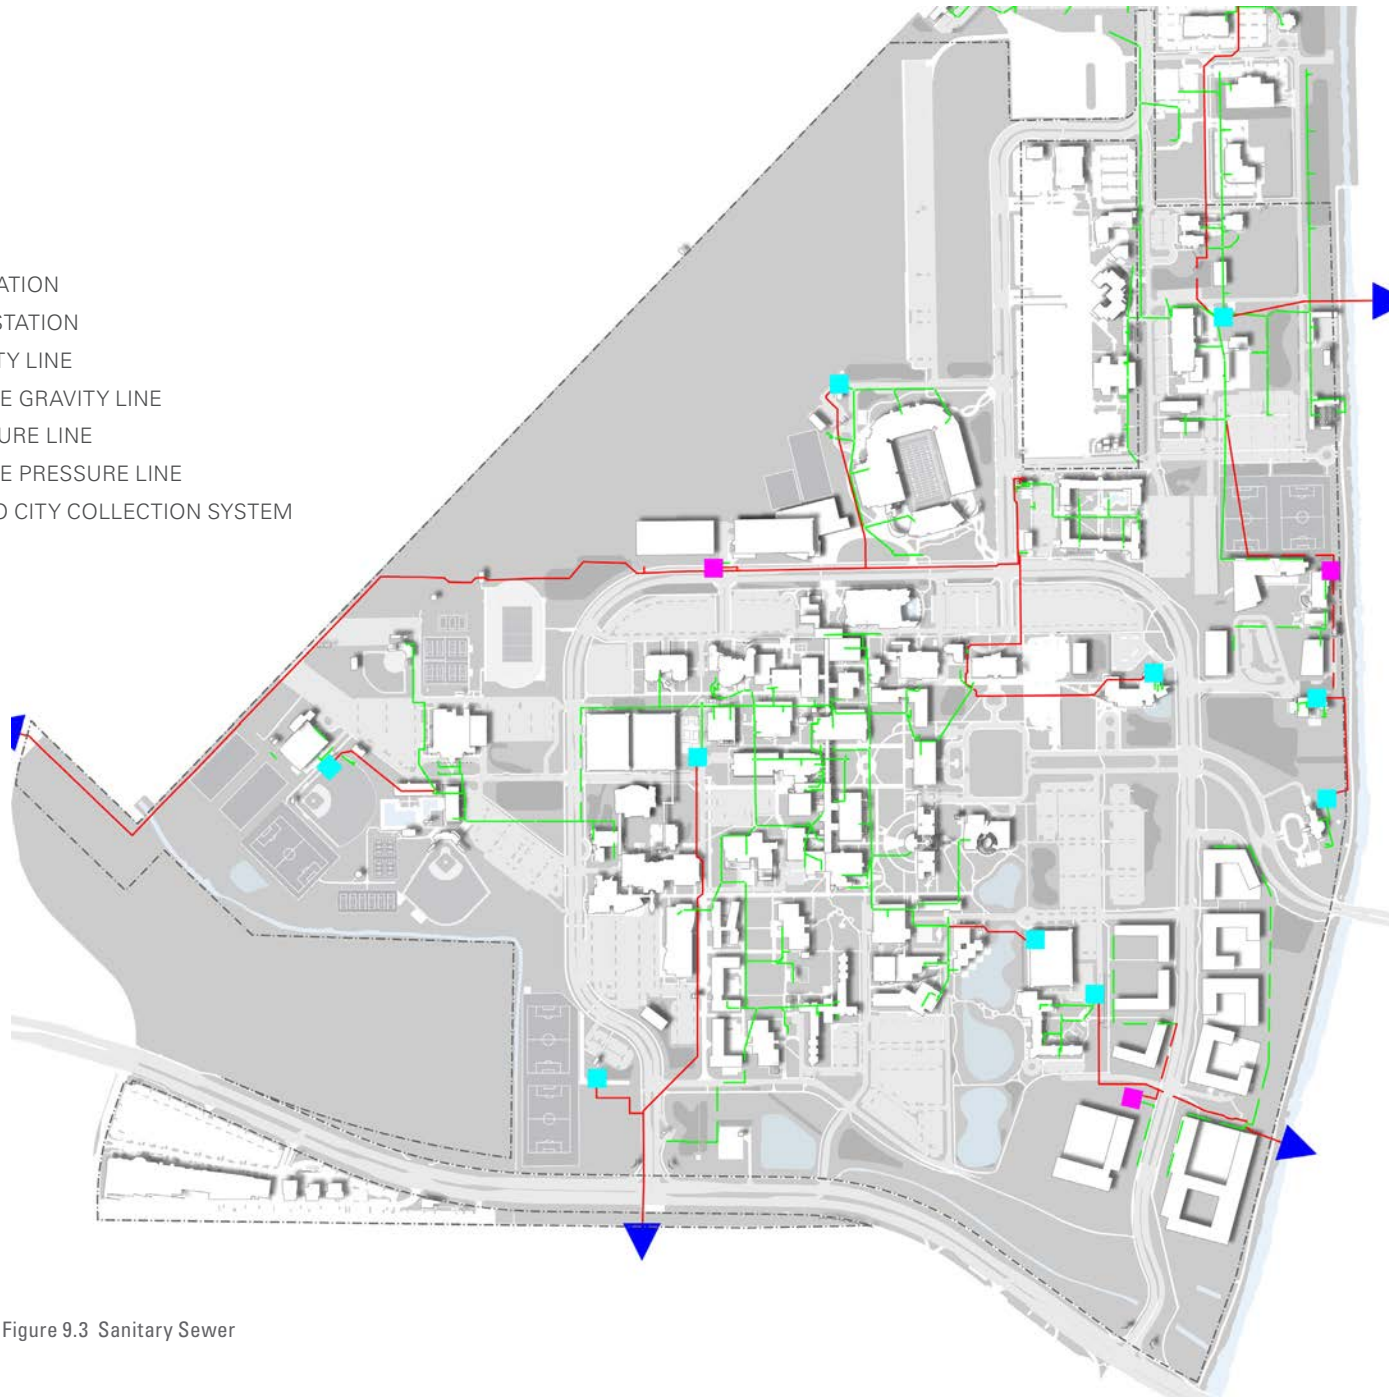 ATION
STATION
TY LINE
E GRAVITY LINE
URE LINE
E PRESSURE LINE
O CITY COLLECTION SYSTEM
Figure 9.3 Sanitary Sewer